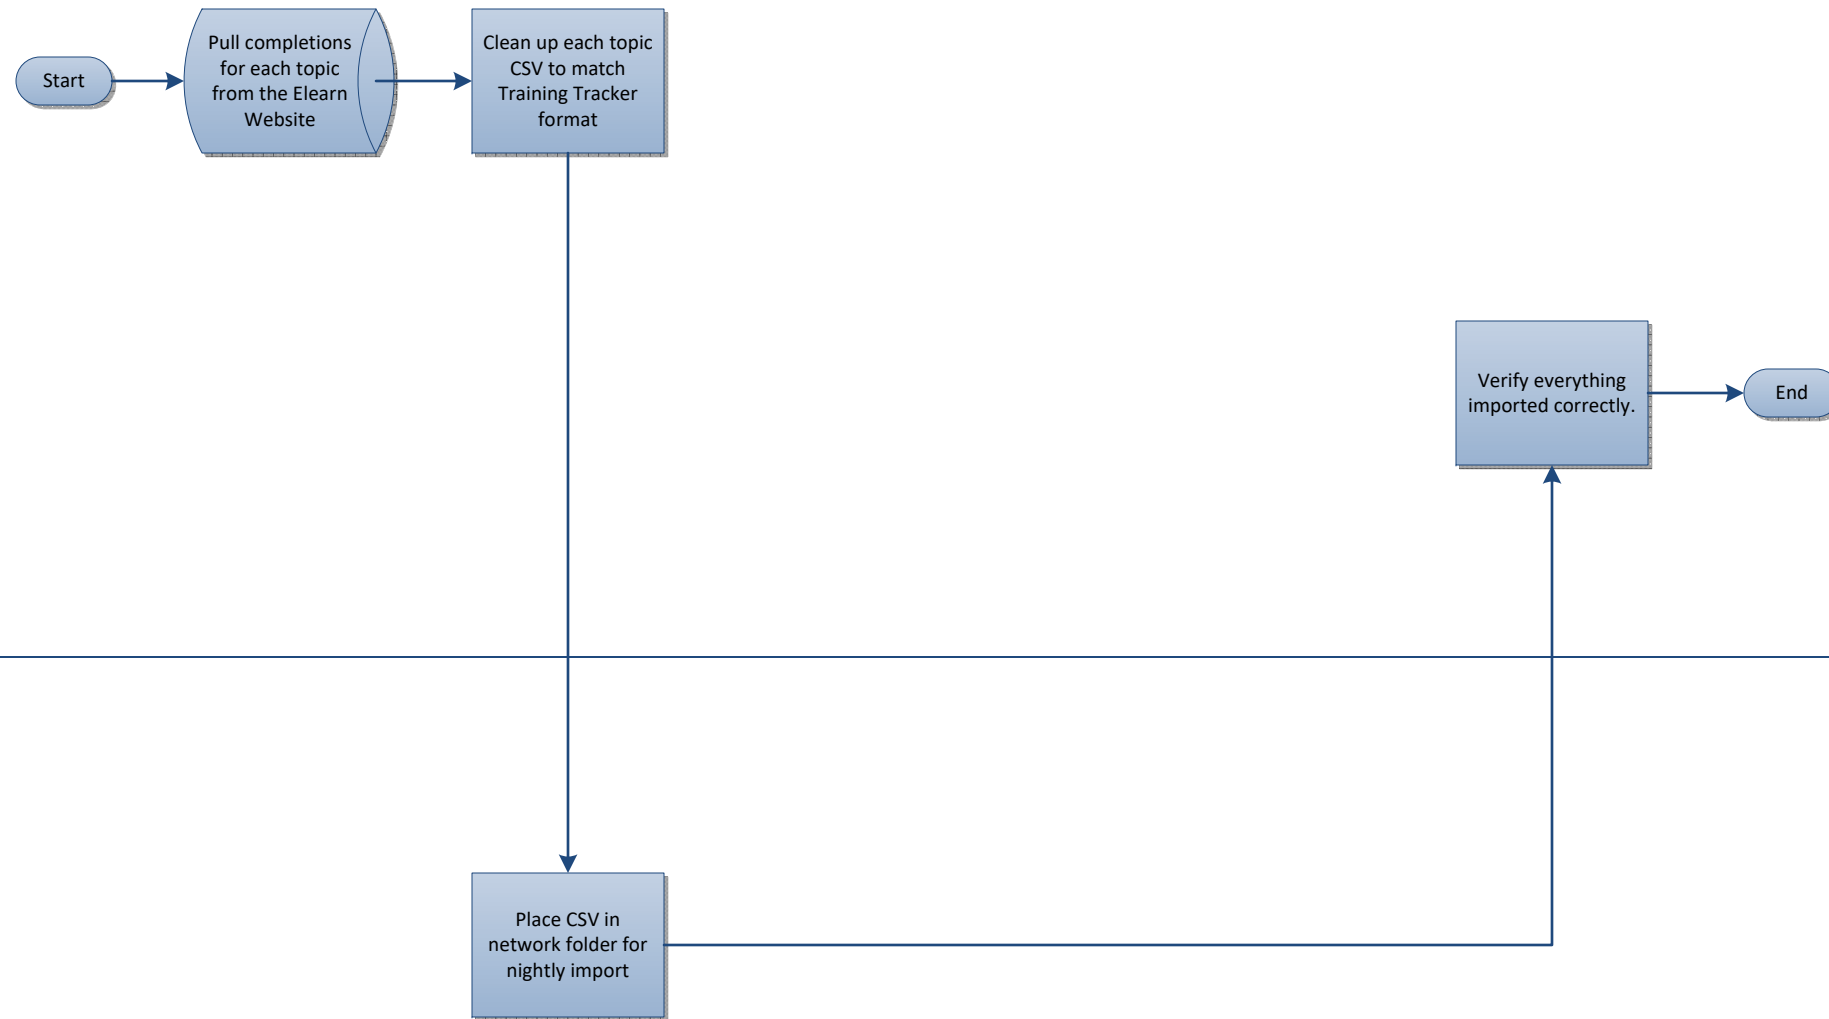 Start
Pull completions
for each topic
from the Elearn
Website
Clean up each topic
CSV to match
Training Tracker
format
Verify everything
imported correctly.
End
Place CSV in
network folder for
nightly import